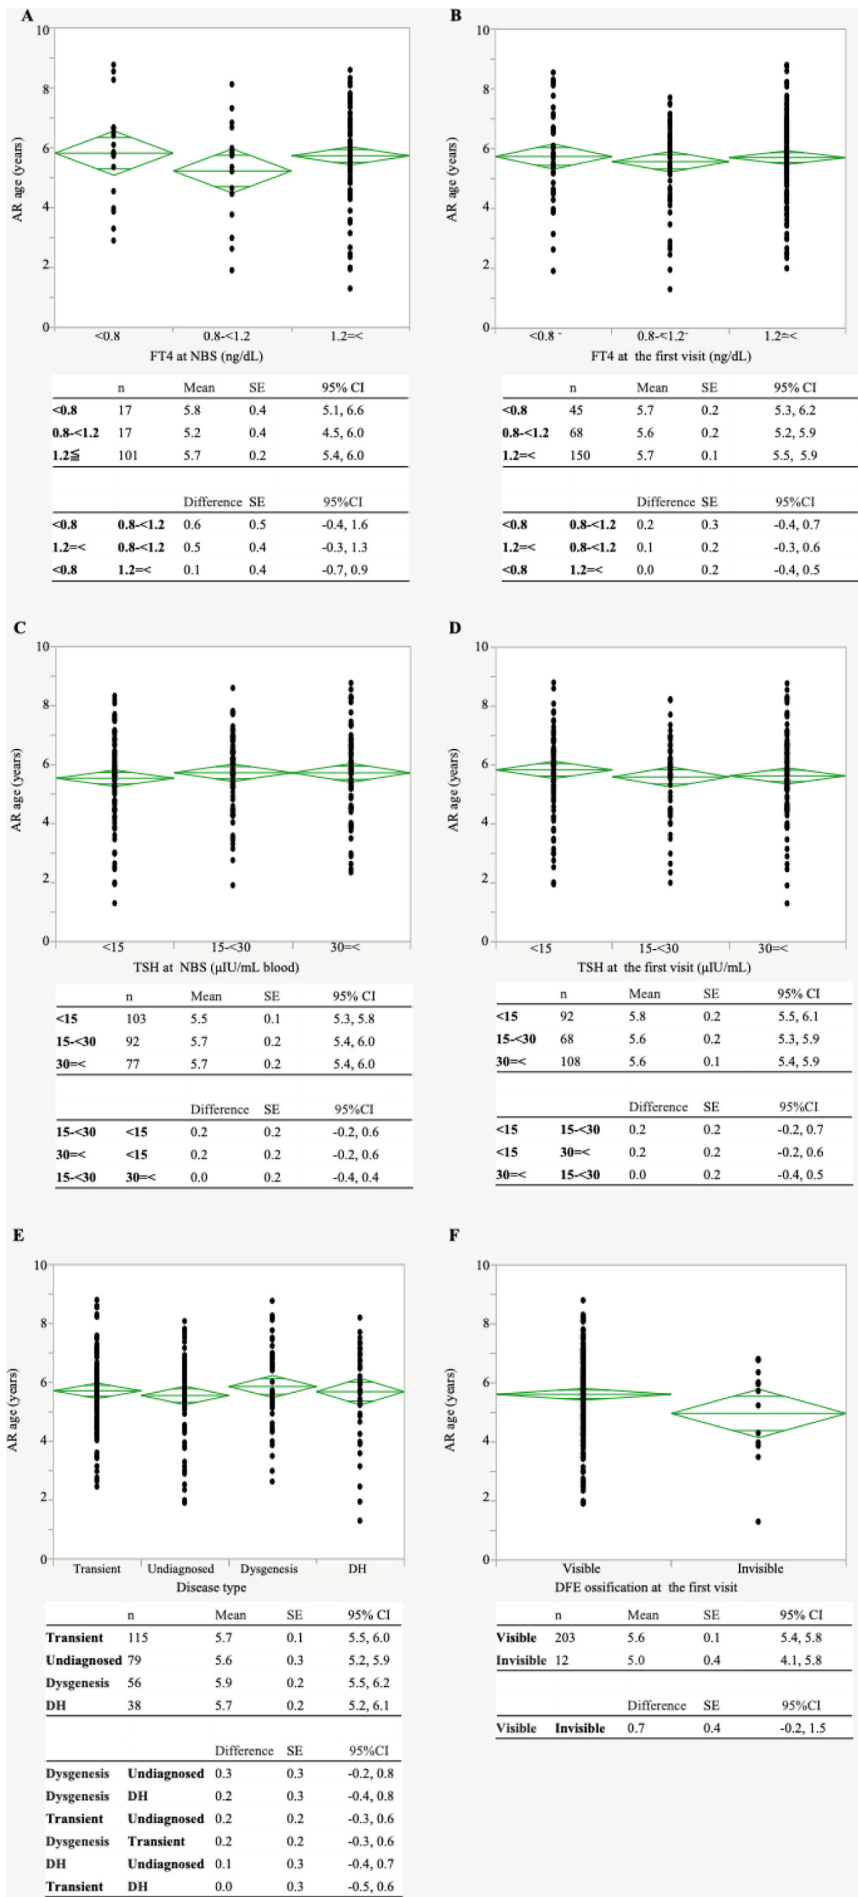 A
10
8
6
4
2
0
AR age (years)
<0.8 0.8-<1.2 1.2=<
FT4 at NBS (ng/dL)
n Mean SE 95% CI
<0.8 17 5.8 0.4 5.1, 6.6
0.8-<1.2 17 5.2 0.4 4.5, 6.0
1.2≦ 101 5.7 0.2 5.4, 6.0
Difference SE 95%CI
<0.8 0.8-<1.2 0.6 0.5 -0.4, 1.6
1.2=< 0.8-<1.2 0.5 0.4 -0.3, 1.3
<0.8 1.2=< 0.1 0.4 -0.7, 0.9
B
10
8
6
4
2
0
AR age (years)
<0.8 - 0.8-<1.2- 1.2=<
FT4 at the first visit (ng/dL)
n Mean SE 95% CI
<0.8 45 5.7 0.2 5.3, 6.2
0.8-<1.2 68 5.6 0.2 5.2, 5.9
1.2=< 150 5.7 0.1 5.5, 5.9
Difference SE 95%CI
<0.8 0.8-<1.2 0.2 0.3 -0.4, 0.7
1.2=< 0.8-<1.2 0.1 0.2 -0.3, 0.6
<0.8 1.2=< 0.0 0.2 -0.4, 0.5
C
10
8
6
4
2
0
AR age (years)
<15 15-<30 30=<
TSH at NBS (μIU/mL blood)
n Mean SE 95% CI
<15 103 5.5 0.1 5.3, 5.8
15-<30 92 5.7 0.2 5.4, 6.0
30=< 77 5.7 0.2 5.4, 6.0
Difference SE 95%CI
15-<30 <15 0.2 0.2 -0.2, 0.6
30=< <15 0.2 0.2 -0.2, 0.6
15-<30 30=< 0.0 0.2 -0.4, 0.4
D
10
8
6
4
2
0
AR age (years)
<15 15-<30 30=<
TSH at the first visit (μIU/mL)
n Mean SE 95% CI
<15 92 5.8 0.2 5.5, 6.1
15-<30 68 5.6 0.2 5.3, 5.9
30=< 108 5.6 0.1 5.4, 5.9
Difference SE 95%CI
<15 15-<30 0.2 0.2 -0.2, 0.7
<15 30=< 0.2 0.2 -0.2, 0.6
30=< 15-<30 0.0 0.2 -0.4, 0.5
E
10
8
6
4
2
0
AR age (years)
Transient Undiagnosed Dysgenesis DH
Disease type
n Mean SE 95% CI
Transient 115 5.7 0.1 5.5, 6.0
Undiagnosed 79 5.6 0.3 5.2, 5.9
Dysgenesis 56 5.9 0.2 5.5, 6.2
DH 38 5.7 0.2 5.2, 6.1
Difference SE 95%CI
Dysgenesis Undiagnosed 0.3 0.3 -0.2, 0.8
Dysgenesis DH 0.2 0.3 -0.4, 0.8
Transient Undiagnosed 0.2 0.2 -0.3, 0.6
Dysgenesis Transient 0.2 0.2 -0.3, 0.6
DH Undiagnosed 0.1 0.3 -0.4, 0.7
Transient DH 0.0 0.3 -0.5, 0.6
F
10
8
6
4
2
0
AR age (years)
Visible Invisible
DFE ossification at the first visit
n Mean SE 95% CI
Visible 203 5.6 0.1 5.4, 5.8
Invisible 12 5.0 0.4 4.1, 5.8
Difference SE 95%CI
Visible Invisible 0.7 0.4 -0.2, 1.5